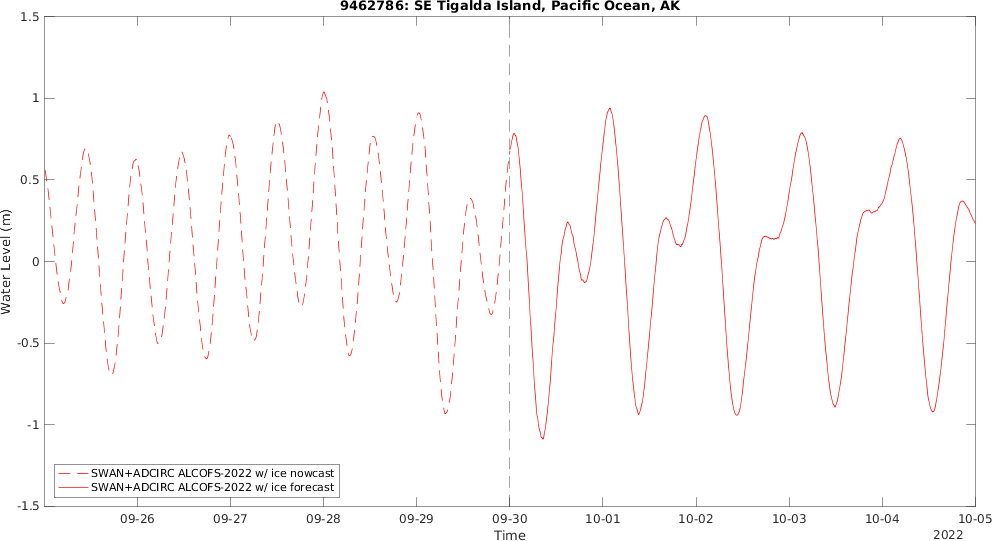 9462786: SE Tigalda Island, Pacific Ocean, AK
1.5
1
0.5
0
-0.5
-1
-1.5
Water Level (m)
SWAN+ADCIRC ALCOFS-2022 w/ ice nowcast
SWAN+ADCIRC ALCOFS-2022 w/ ice forecast
09-26 09-27 09-28 09-29 09-30 10-01 10-02 10-03 10-04 10-05
Time
2022